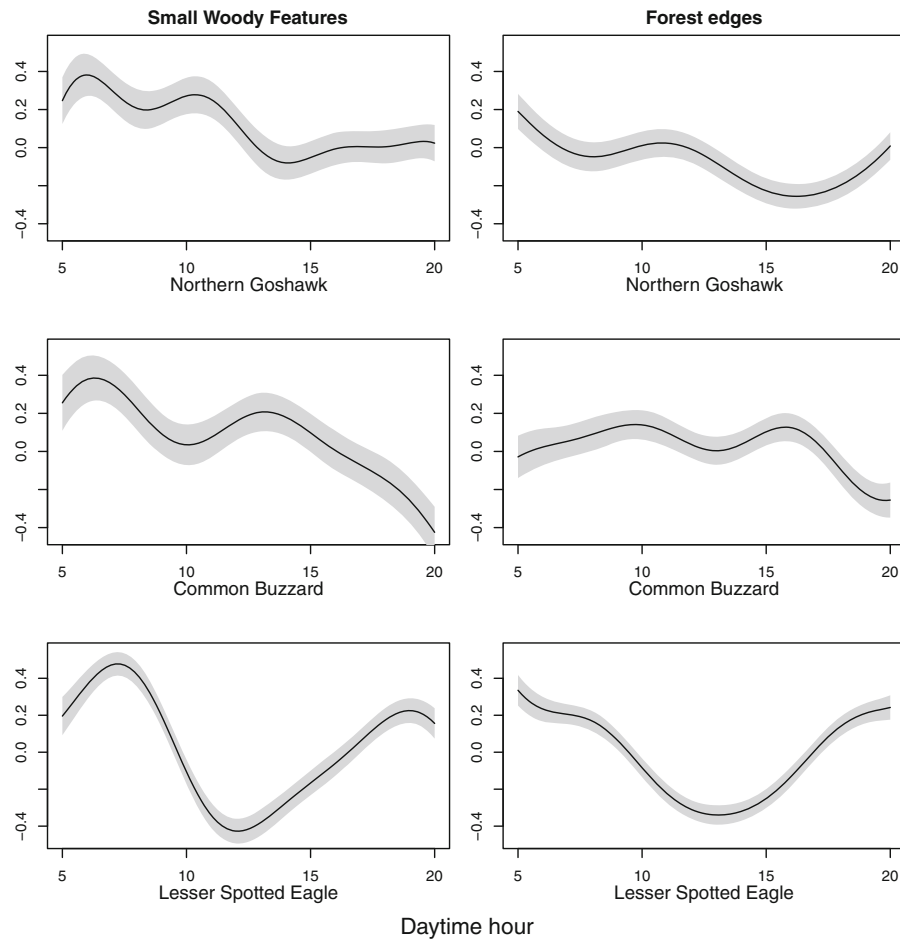 Small Woody Features
Forest edges
0.4
0.2
0.0
−0.4
5 10 15 20
Northern Goshawk
0.4
0.2
0.0
−0.4
5 10 15 20
Northern Goshawk
0.4
0.2
0.0
−0.4
5 10 15 20
Common Buzzard
0.4
0.2
0.0
−0.4
5 10 15 20
Common Buzzard
0.4
0.2
0.0
−0.4
5 10 15 20
Lesser Spotted Eagle
0.4
0.2
0.0
−0.4
5 10 15 20
Lesser Spotted Eagle
Daytime hour